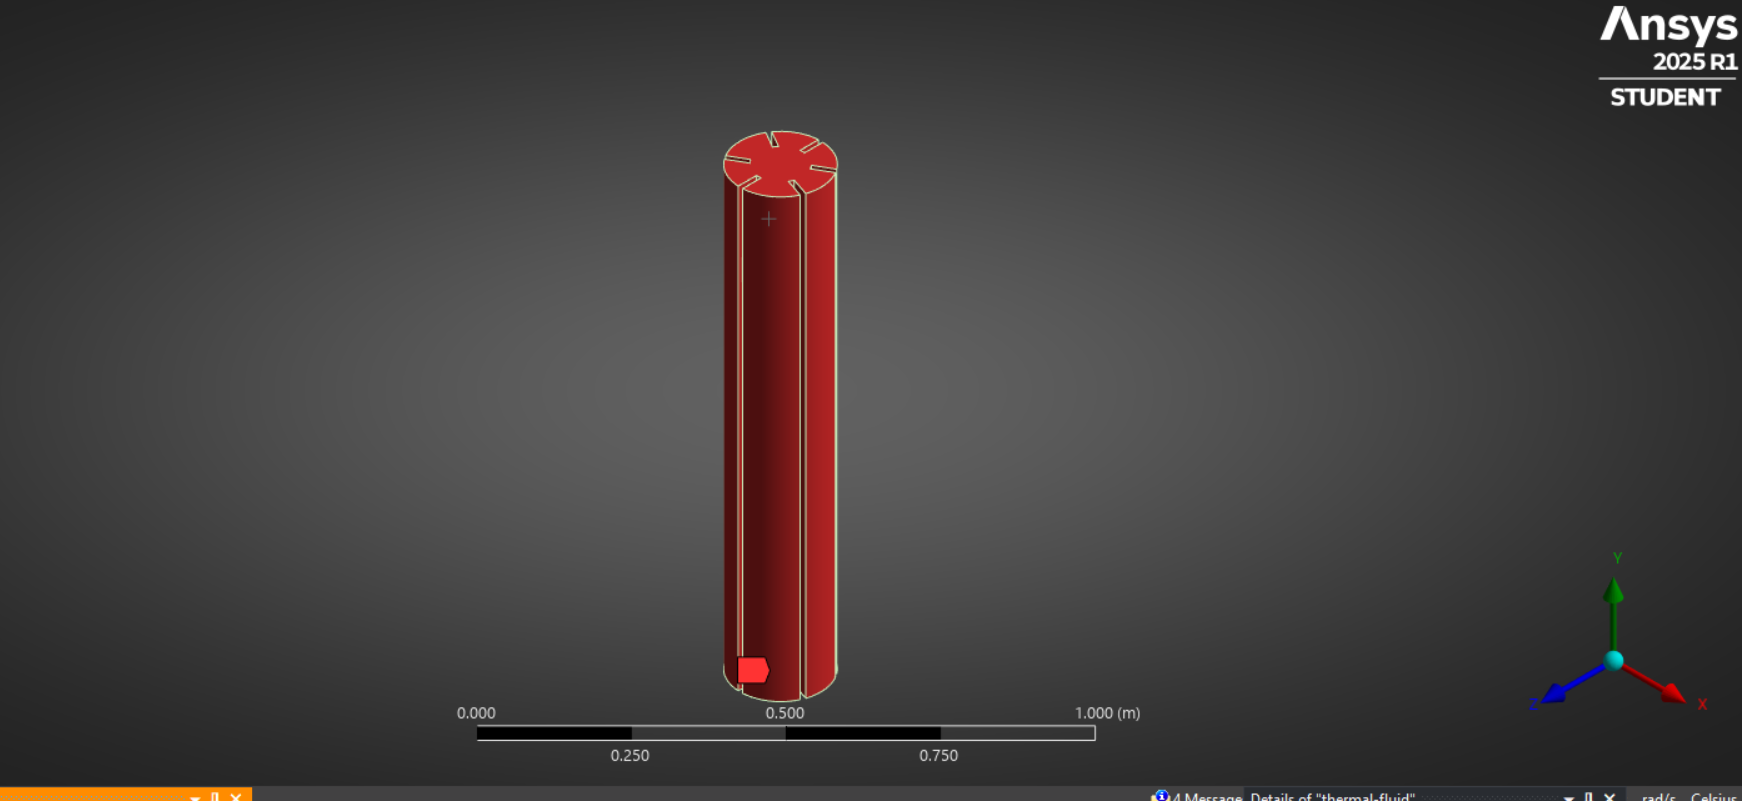 Ansys
2025 R1
STUDENT
Y
Z
X
0.000 0.500 1.000 (m)
0.250 0.750
4 Message Details of "thermal-fluid" rad/s Celsius